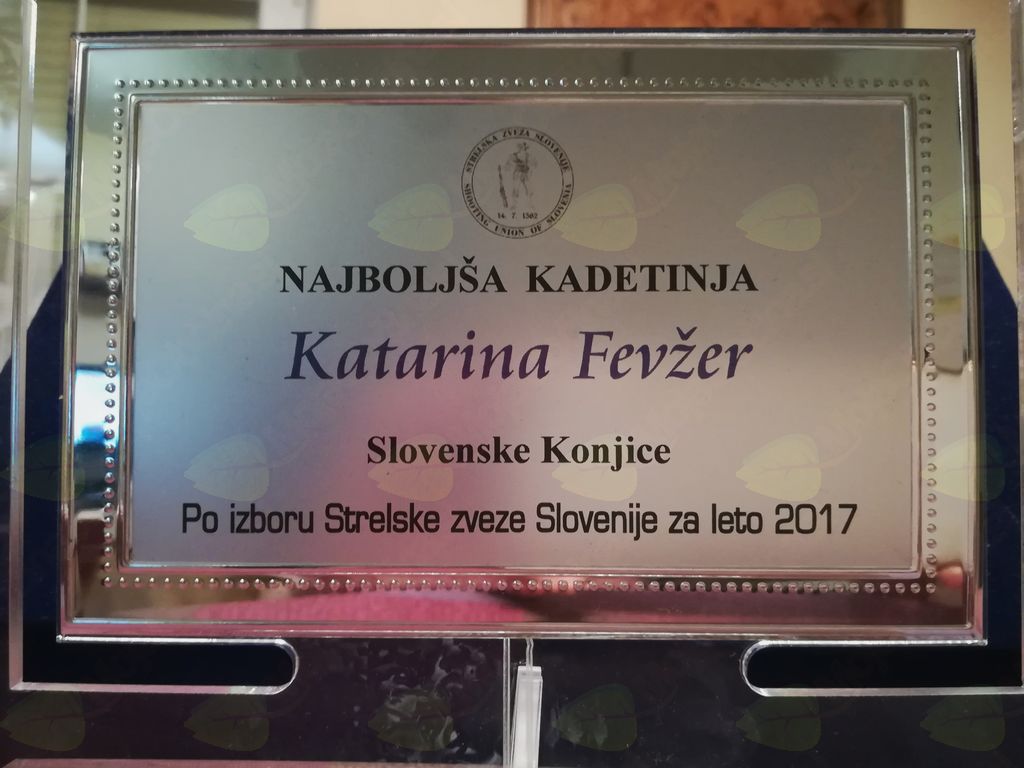 STRELSKA ZVEZA SLOVENIJE
14. 7. 1562
SHOOTING UNION OF SLOVENIA
NAJBOLJŠA KADETINJA
Katarina Fevžer
Slovenske Konjice
Po izboru Strelske zveze Slovenije za leto 2017